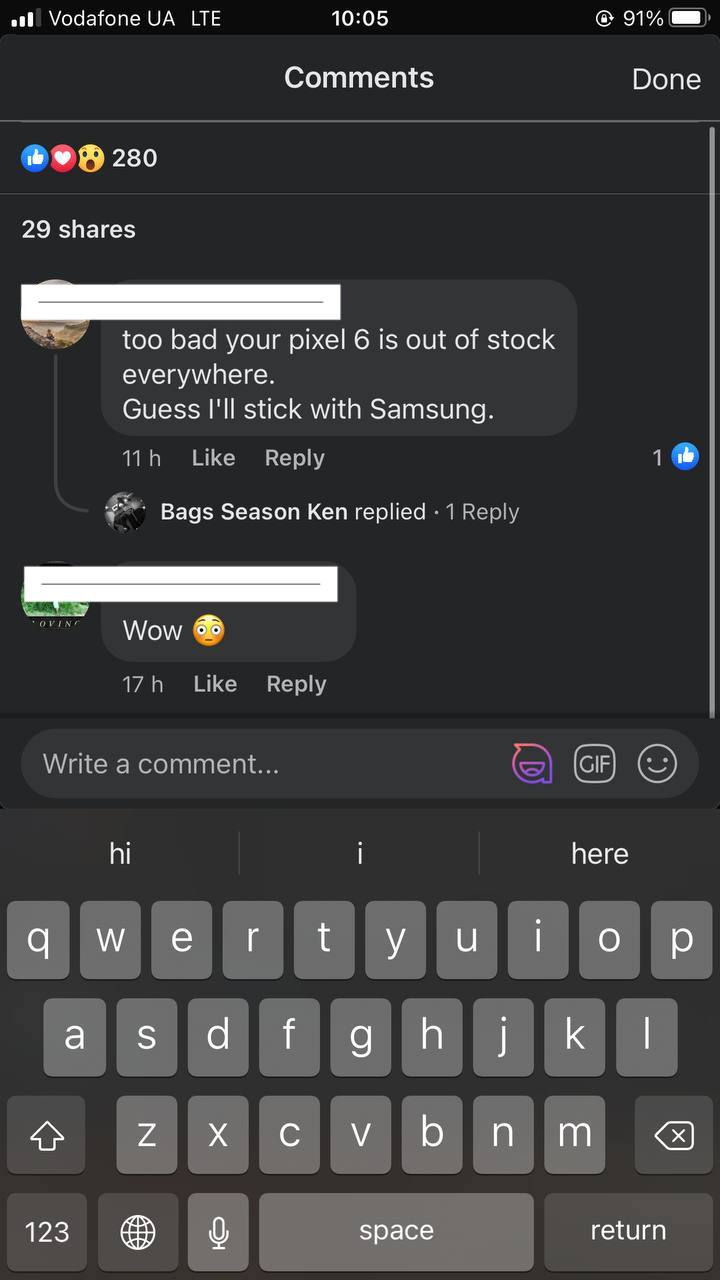 Vodafone UA LTE 10:05 91%
Comments Done
280
29 shares
too bad your pixel 6 is out of stock
everywhere.
Guess I'll stick with Samsung.
11 h Like Reply 1
Bags Season Ken replied · 1 Reply
Wow 😳
17 h Like Reply
Write a comment... GIF
hi i here
q w e r t y u i o p
a s d f g h j k l
z x c v b n m
123 space return